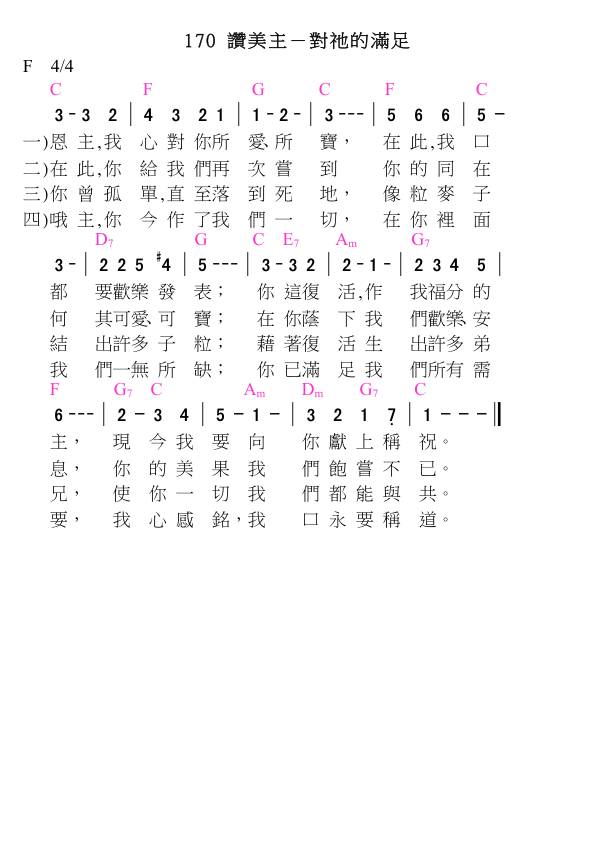 170 讚美主－對祂的滿足
F 4/4
C F G C F C
3 - 3 2 | 4 3 2 1 | 1 - 2 - | 3 --- | 5 6 6 | 5 －
一)恩 主,我 心 對 你所 愛、所 寶， 在 此,我 口
二)在 此,你 給 我 們再 次 嘗 到 你 的 同 在
三)你 曾 孤 單,直 至落 到 死 地， 像 粒 麥 子
四)哦 主,你 今 作 了我 們 一 切， 在 你 裡 面
D7 G C E7 Am G7
3 - | 2 2 5 #4 | 5 --- | 3 - 3 2 | 2 - 1 - | 2 3 4 5 |
都 要歡樂 發 表； 你 這復 活,作 我福分 的
何 其可愛、可 寶； 在 你蔭 下 我 們歡樂、安
結 出許多 子 粒； 藉 著復 活 生 出許多 弟
我 們一無 所 缺； 你 已滿 足 我 們所有 需
F G7 C Am Dm G7 C
6 --- | 2 － 3 4 | 5 － 1 － | 3 2 1 7̣ | 1 － － － ‖
主， 現 今 我 要 向 你 獻 上 稱 祝。
息， 你 的 美 果 我 們 飽 嘗 不 已。
兄， 使 你 一 切 我 們 都 能 與 共。
要， 我 心 感 銘，我 口 永 要 稱 道。